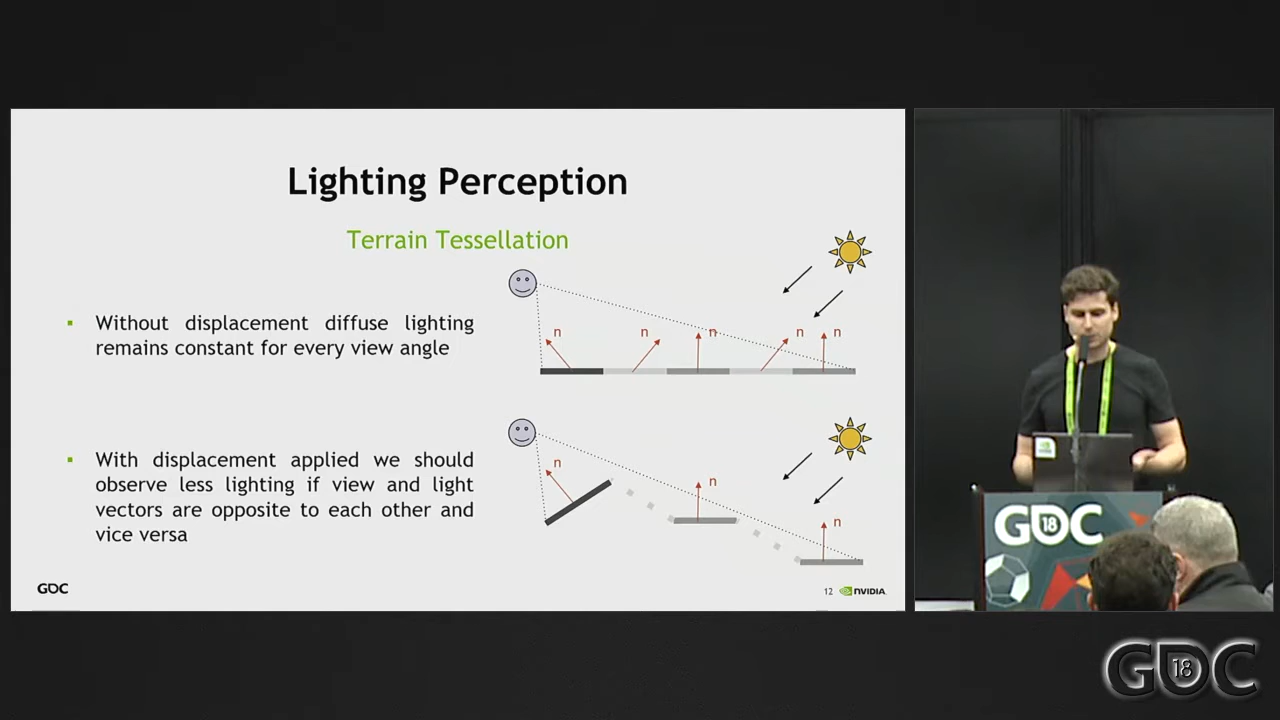 Lighting Perception
Terrain Tessellation
▪ Without displacement diffuse lighting
remains constant for every view angle
n n n n n
▪ With displacement applied we should
observe less lighting if view and light
vectors are opposite to each other and
vice versa
n n n
GDC
12 NVIDIA.
GDC
18
GDC
18